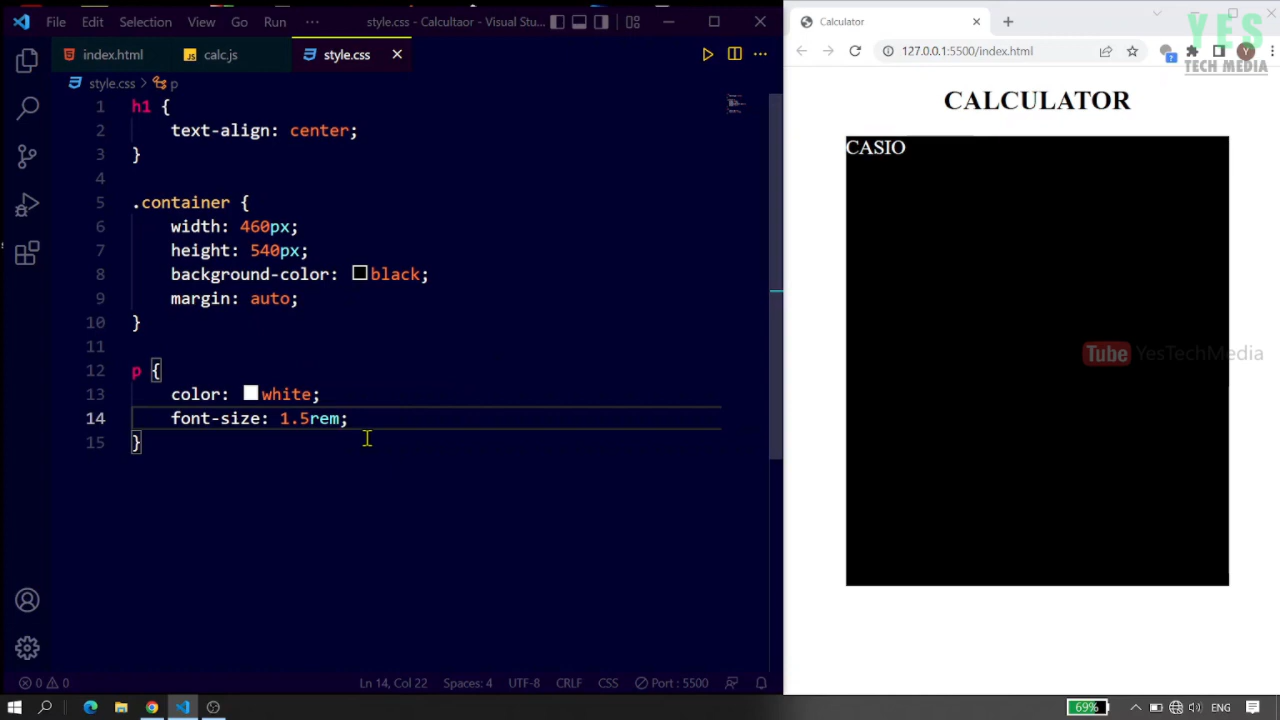 File Edit Selection View Go Run ··· style.css - Calcultaor - Visual Stu...
index.html calc.js style.css
style.css > p
1 h1 {
2 text-align: center;
3 }
4
5 .container {
6 width: 460px;
7 height: 540px;
8 background-color: black;
9 margin: auto;
10 }
11
12 p {
13 color: white;
14 font-size: 1.5rem;
15 }
0 0 Ln 14, Col 22 Spaces: 4 UTF-8 CRLF CSS Port : 5500
Calculator
127.0.0.1:5500/index.html
Y
YES
TECH MEDIA
CALCULATOR
CASIO
Tube YesTechMedia
69% ENG